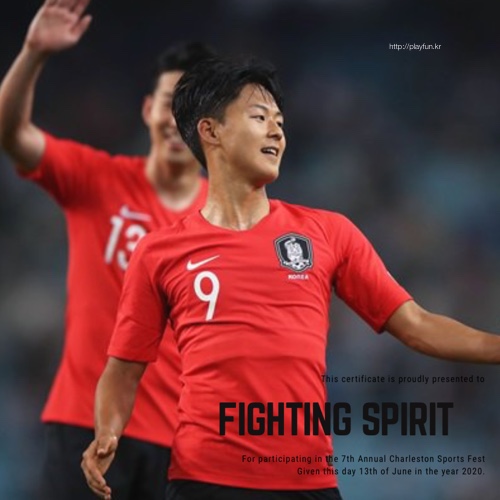 http://playfun.kr
13
9
KOREA
This certificate is proudly presented to
FIGHTING SPIRIT
For participating in the 7th Annual Charleston Sports Fest
Given this day 13th of June in the year 2020.